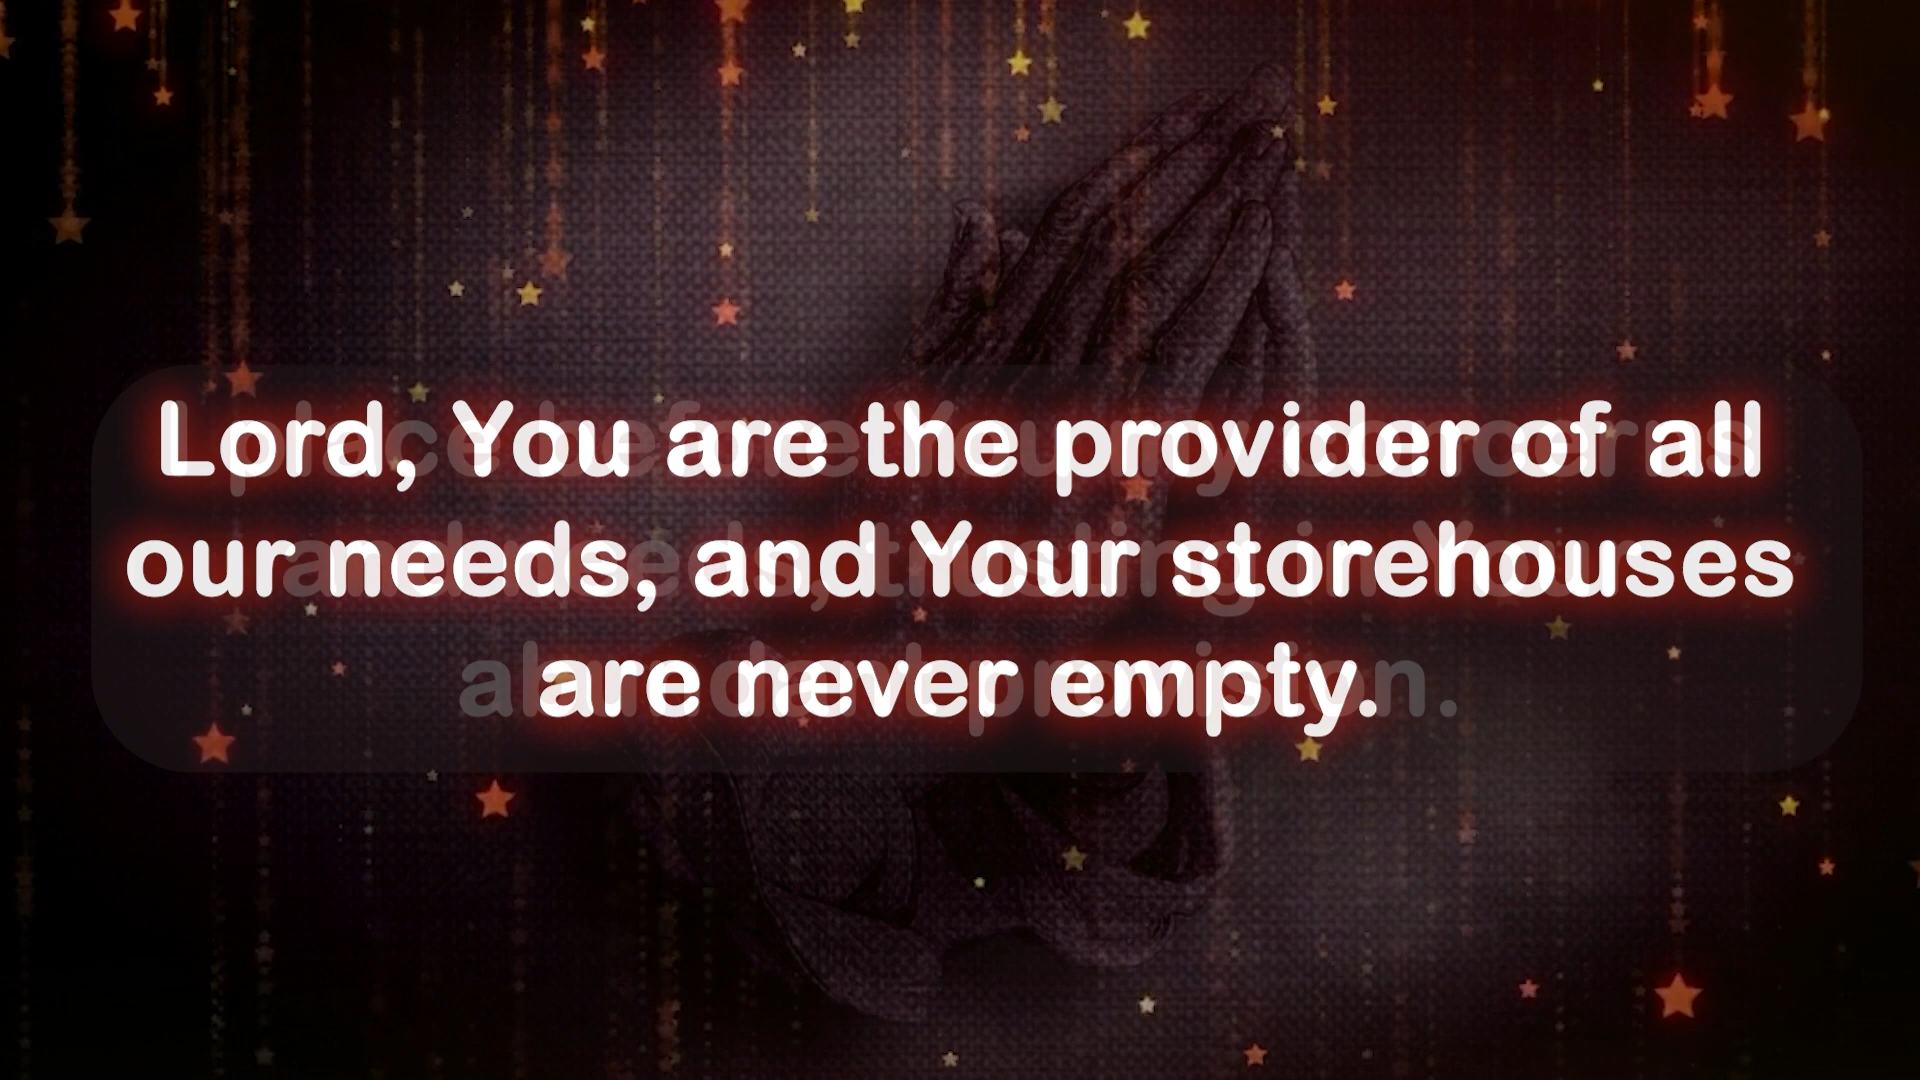 Lord, You are the provider of all
our needs, and Your storehouses
are never empty.